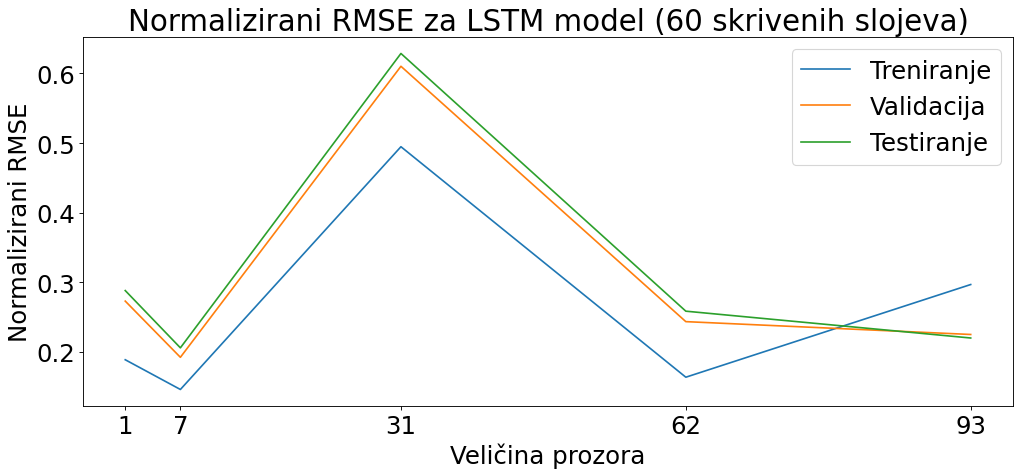 Normalizirani RMSE za LSTM model (60 skrivenih slojeva)
Treniranje
Validacija
Testiranje
Normalizirani RMSE
0.6
0.5
0.4
0.3
0.2
1 7 31 62 93
Veličina prozora